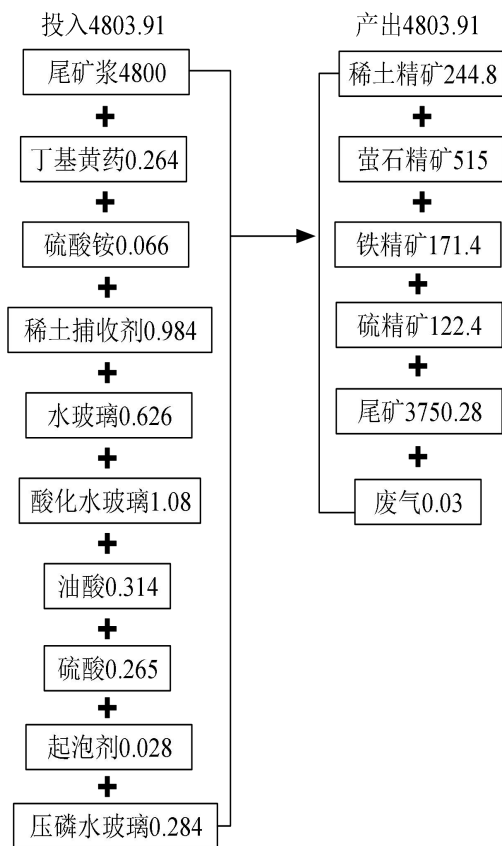 投入4803.91
尾矿浆4800
+
丁基黄药0.264
+
硫酸铵0.066
+
稀土捕收剂0.984
+
水玻璃0.626
+
酸化水玻璃1.08
+
油酸0.314
+
硫酸0.265
+
起泡剂0.028
+
压磷水玻璃0.284
产出4803.91
稀土精矿244.8
+
萤石精矿515
+
铁精矿171.4
+
硫精矿122.4
+
尾矿3750.28
+
废气0.03